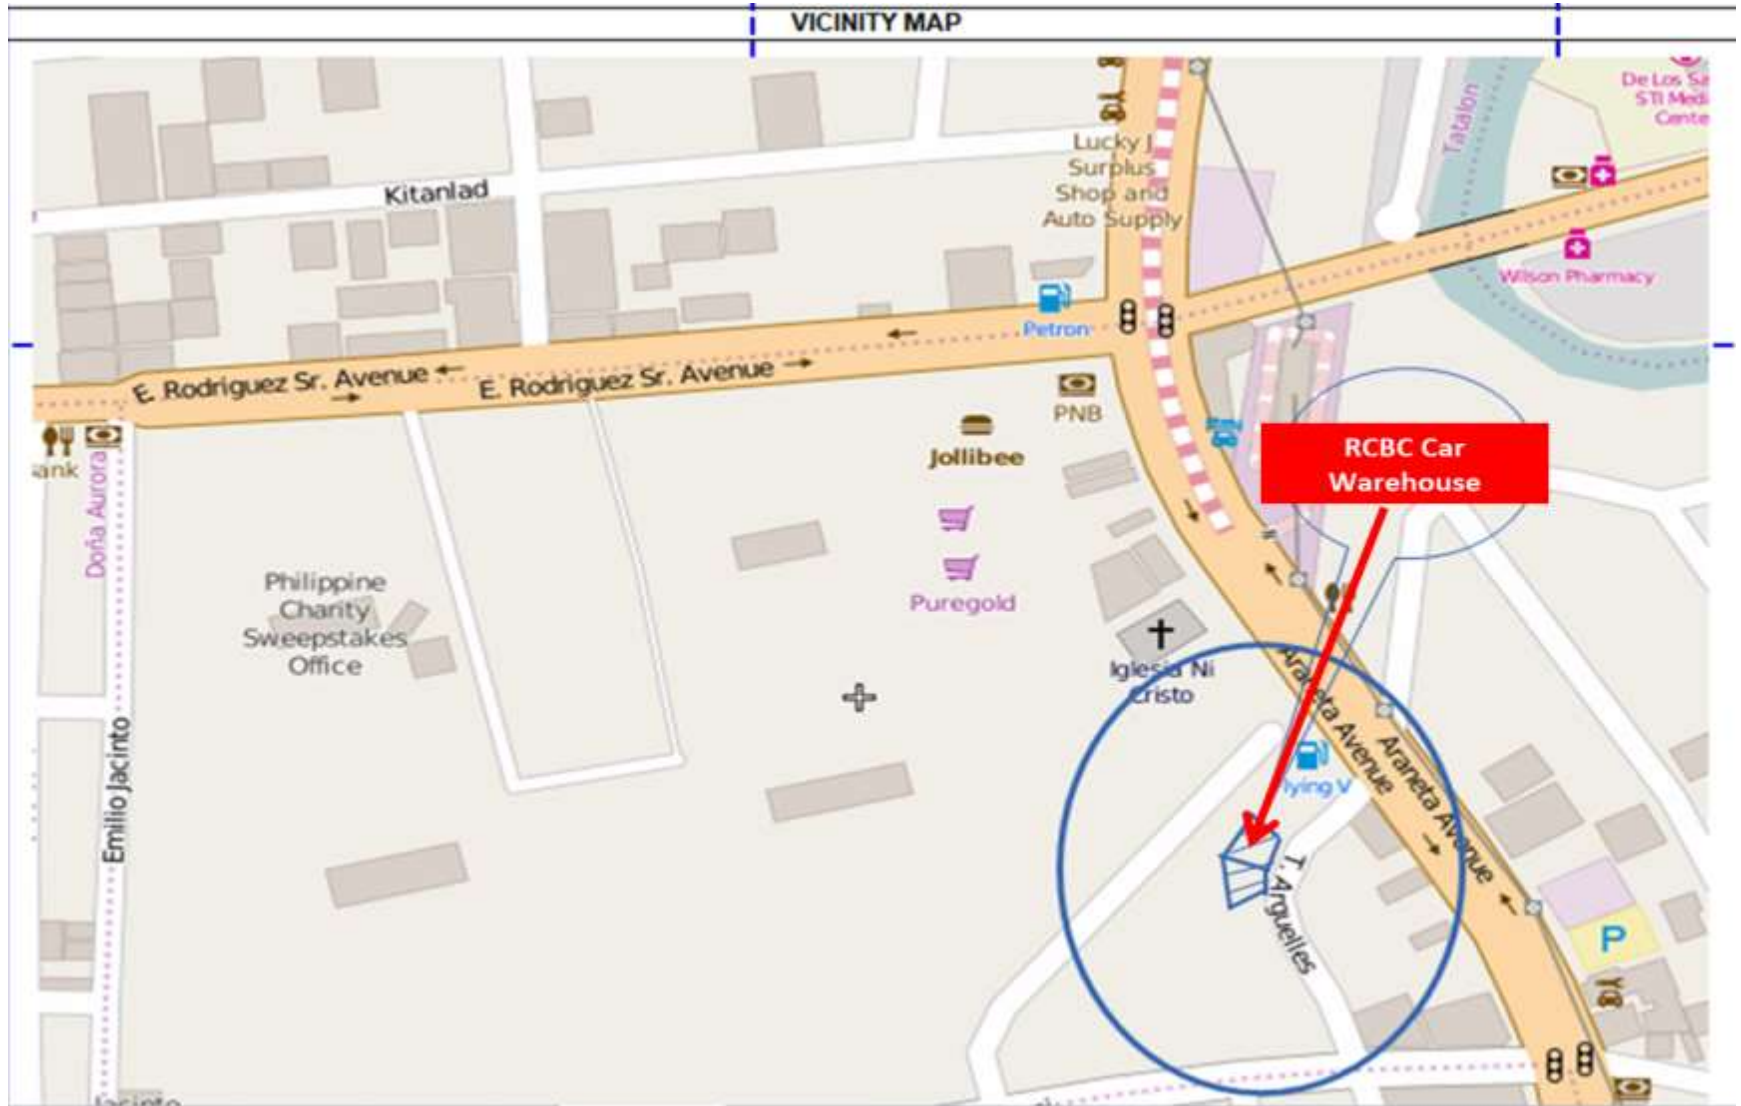 VICINITY MAP
De Los Sa
STI Medi
Cente
Tatalon
Lucky J
Surplus
Shop and
Auto Supply
Kitanlad
Wilson Pharmacy
Petron
E. Rodriguez Sr. Avenue
E. Rodriguez Sr. Avenue
PNB
Jollibee
RCBC Car
Warehouse
ank
Doña Aurora
Puregold
Philippine
Charity
Sweepstakes
Office
Iglesia Ni
Cristo
Araneta Avenue
Araneta Avenue
lying V
Emilio Jacinto
T. Arguelles
P
Jacinto